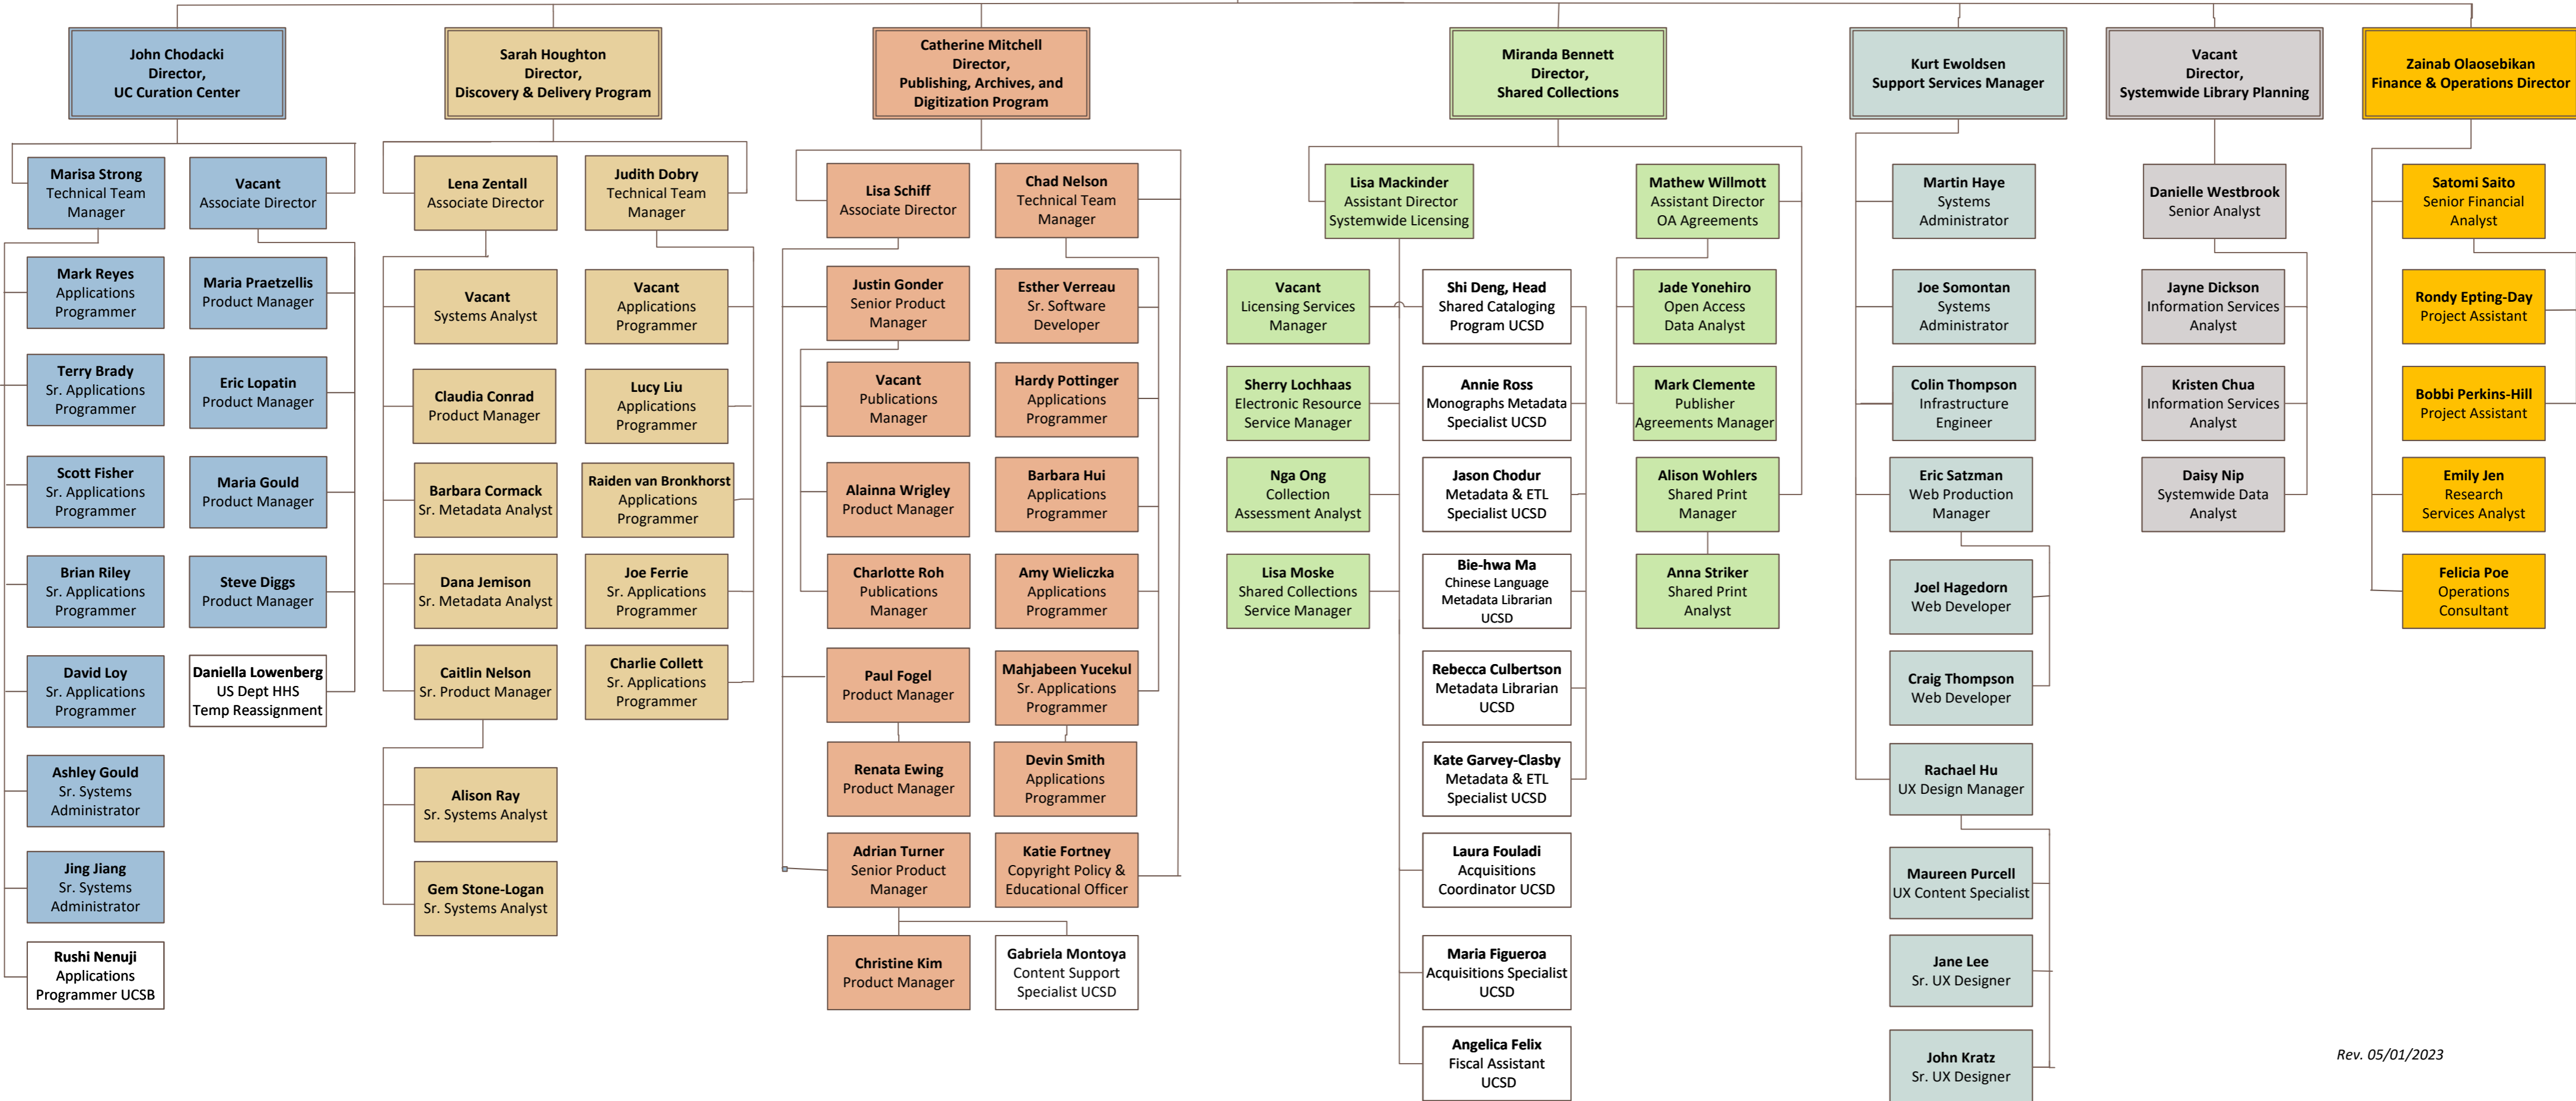 John Chodacki
Director,
UC Curation Center
Sarah Houghton
Director,
Discovery & Delivery Program
Catherine Mitchell
Director,
Publishing, Archives, and
Digitization Program
Miranda Bennett
Director,
Shared Collections
Kurt Ewoldsen
Support Services Manager
Vacant
Director,
Systemwide Library Planning
Zainab Olaosebikan
Finance & Operations Director
Marisa Strong
Technical Team
Manager
Mark Reyes
Applications
Programmer
Terry Brady
Sr. Applications
Programmer
Scott Fisher
Sr. Applications
Programmer
Brian Riley
Sr. Applications
Programmer
David Loy
Sr. Applications
Programmer
Ashley Gould
Sr. Systems
Administrator
Jing Jiang
Sr. Systems
Administrator
Rushi Nenuji
Applications
Programmer UCSB
Vacant
Associate Director
Maria Praetzellis
Product Manager
Eric Lopatin
Product Manager
Maria Gould
Product Manager
Steve Diggs
Product Manager
Daniella Lowenberg
US Dept HHS
Temp Reassignment
Lena Zentall
Associate Director
Vacant
Systems Analyst
Claudia Conrad
Product Manager
Barbara Cormack
Sr. Metadata Analyst
Dana Jemison
Sr. Metadata Analyst
Caitlin Nelson
Sr. Product Manager
Alison Ray
Sr. Systems Analyst
Gem Stone-Logan
Sr. Systems Analyst
Judith Dobry
Technical Team
Manager
Vacant
Applications
Programmer
Lucy Liu
Applications
Programmer
Raiden van Bronkhorst
Applications
Programmer
Joe Ferrie
Sr. Applications
Programmer
Charlie Collett
Sr. Applications
Programmer
Lisa Schiff
Associate Director
Justin Gonder
Senior Product
Manager
Vacant
Publications
Manager
Alainna Wrigley
Product Manager
Charlotte Roh
Publications
Manager
Paul Fogel
Product Manager
Renata Ewing
Product Manager
Adrian Turner
Senior Product
Manager
Christine Kim
Product Manager
Chad Nelson
Technical Team
Manager
Esther Verreau
Sr. Software
Developer
Hardy Pottinger
Applications
Programmer
Barbara Hui
Applications
Programmer
Amy Wieliczka
Applications
Programmer
Mahjabeen Yucekul
Sr. Applications
Programmer
Devin Smith
Applications
Programmer
Katie Fortney
Copyright Policy &
Educational Officer
Gabriela Montoya
Content Support
Specialist UCSD
Lisa Mackinder
Assistant Director
Systemwide Licensing
Vacant
Licensing Services
Manager
Sherry Lochhaas
Electronic Resource
Service Manager
Nga Ong
Collection
Assessment Analyst
Lisa Moske
Shared Collections
Service Manager
Shi Deng, Head
Shared Cataloging
Program UCSD
Annie Ross
Monographs Metadata
Specialist UCSD
Jason Chodur
Metadata & ETL
Specialist UCSD
Bie-hwa Ma
Chinese Language
Metadata Librarian
UCSD
Rebecca Culbertson
Metadata Librarian
UCSD
Kate Garvey-Clasby
Metadata & ETL
Specialist UCSD
Laura Fouladi
Acquisitions
Coordinator UCSD
Maria Figueroa
Acquisitions Specialist
UCSD
Angelica Felix
Fiscal Assistant
UCSD
Mathew Willmott
Assistant Director
OA Agreements
Jade Yonehiro
Open Access
Data Analyst
Mark Clemente
Publisher
Agreements Manager
Alison Wohlers
Shared Print
Manager
Anna Striker
Shared Print
Analyst
Martin Haye
Systems
Administrator
Joe Somontan
Systems
Administrator
Colin Thompson
Infrastructure
Engineer
Eric Satzman
Web Production
Manager
Joel Hagedorn
Web Developer
Craig Thompson
Web Developer
Rachael Hu
UX Design Manager
Maureen Purcell
UX Content Specialist
Jane Lee
Sr. UX Designer
John Kratz
Sr. UX Designer
Danielle Westbrook
Senior Analyst
Jayne Dickson
Information Services
Analyst
Kristen Chua
Information Services
Analyst
Daisy Nip
Systemwide Data
Analyst
Satomi Saito
Senior Financial
Analyst
Rondy Epting-Day
Project Assistant
Bobbi Perkins-Hill
Project Assistant
Emily Jen
Research
Services Analyst
Felicia Poe
Operations
Consultant
Rev. 05/01/2023